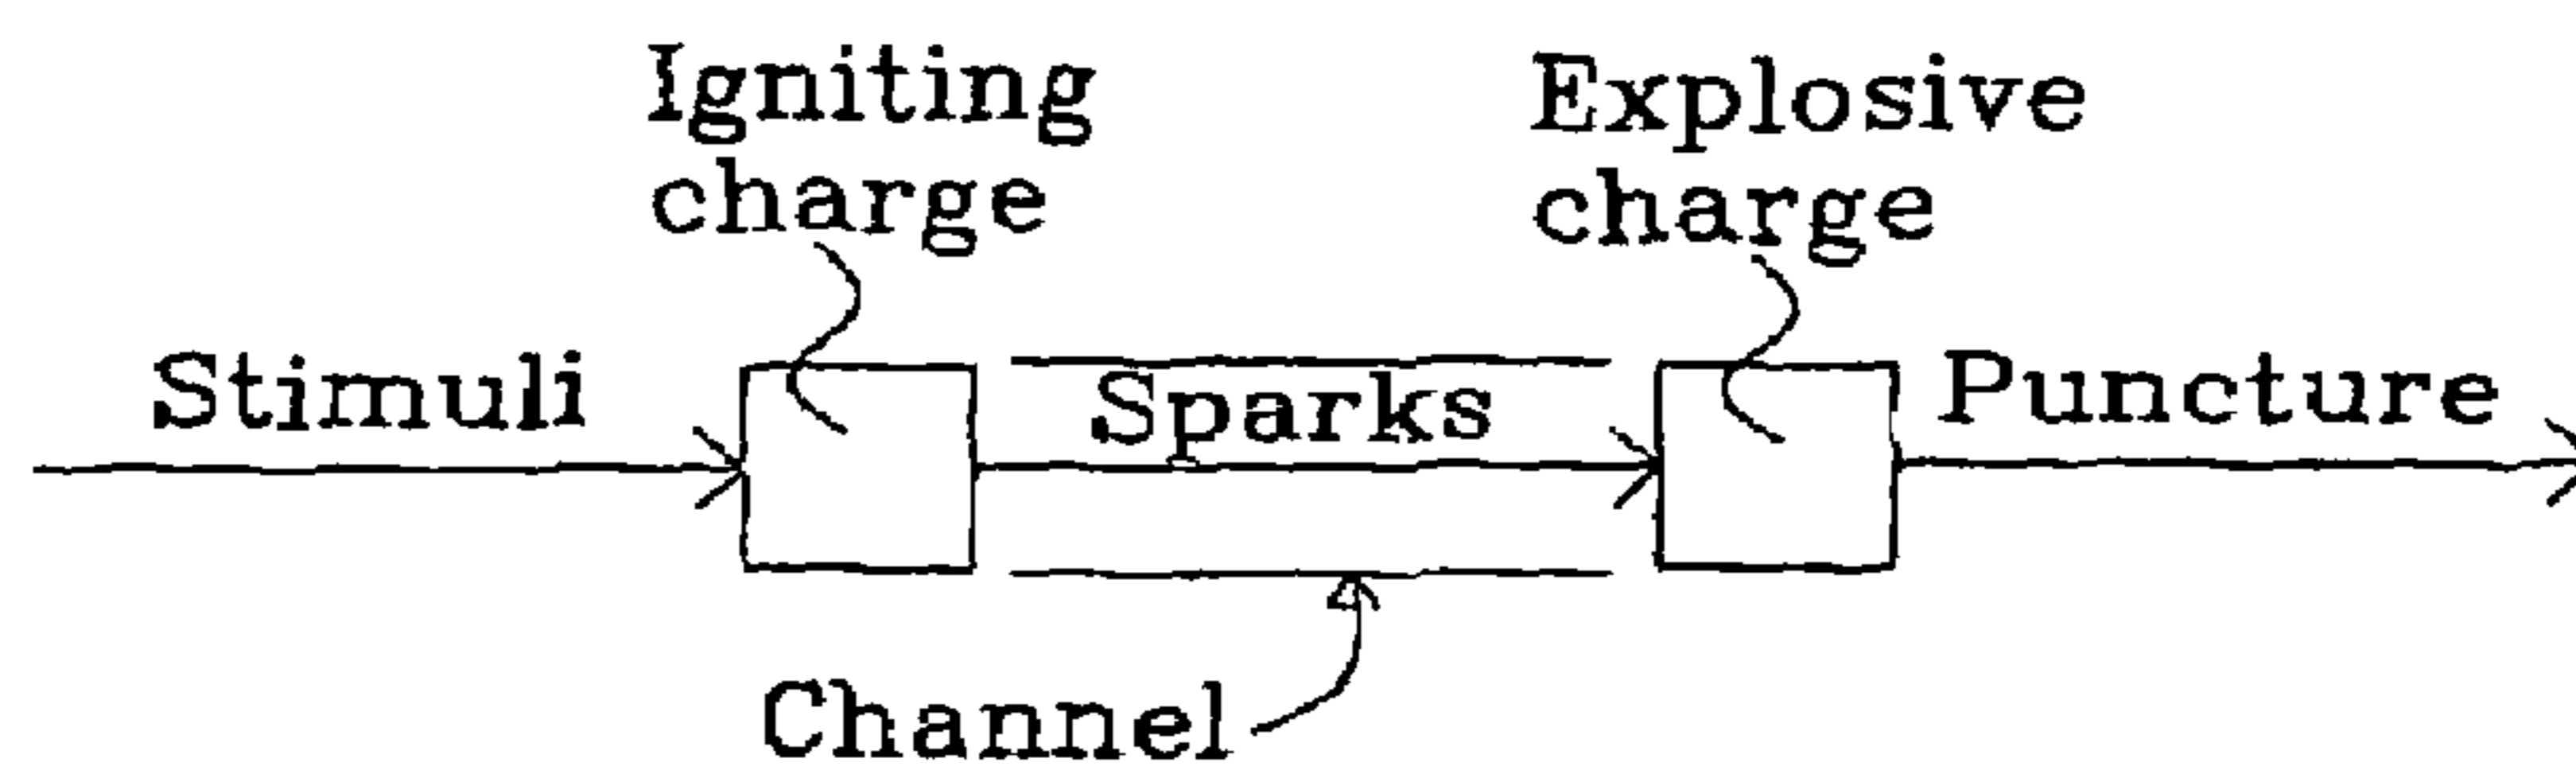 Igniting
charge
Explosive
charge
Stimuli
Sparks
Puncture
Channel